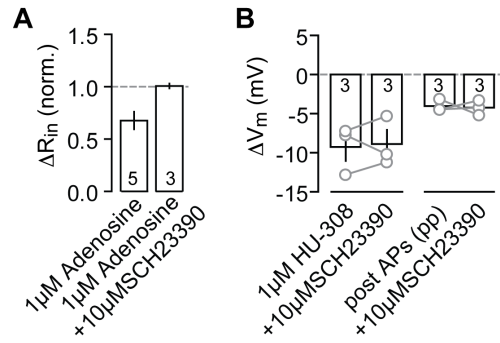 A
ΔRin (norm.)
1.5
1.0
0.5
0.0
5
3
1µM Adenosine
1µM Adenosine
+10µMSCH23390
B
ΔVm (mV)
5
0
-5
-10
-15
3
3
3
3
1µM HU-308
+10µMSCH23390
post APs (pp)
+10µMSCH23390